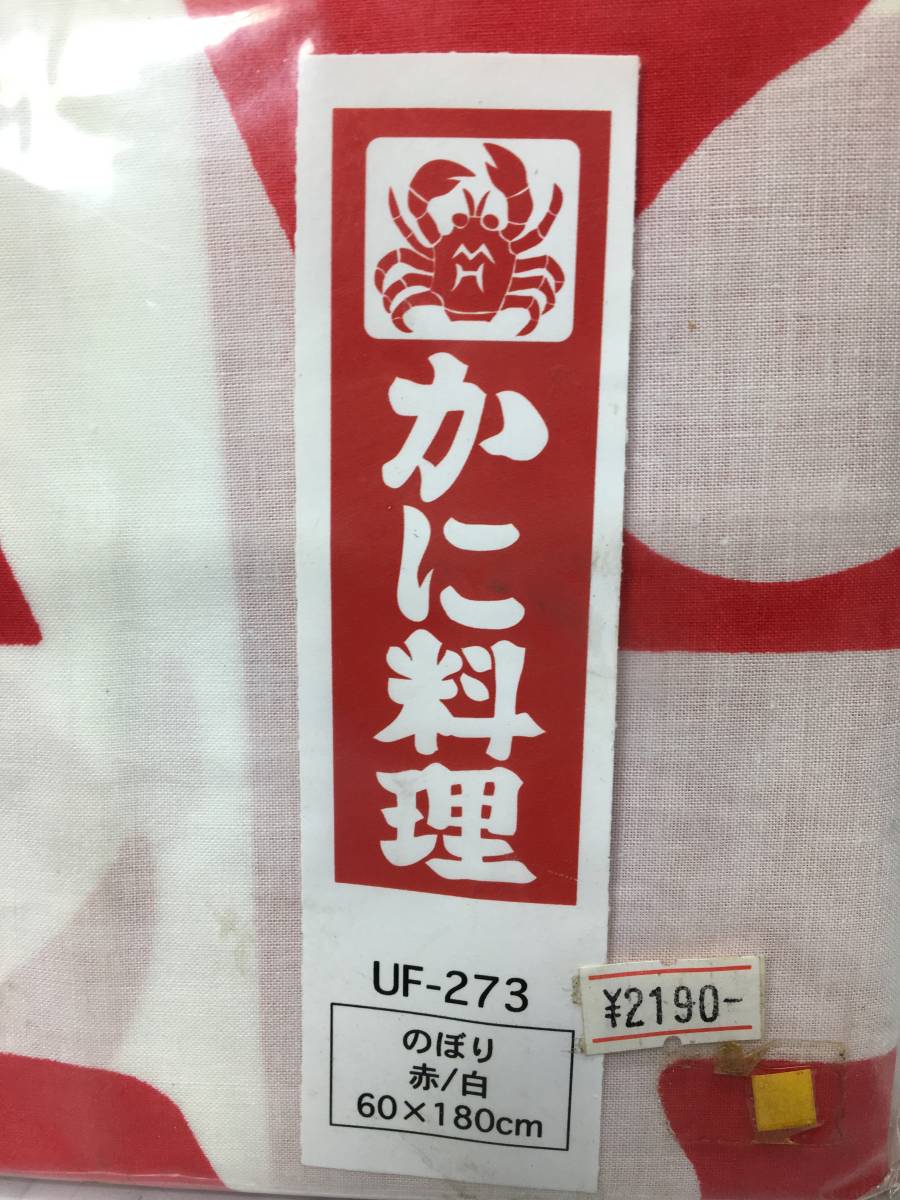 かに料理
UF-273
のぼり
赤/白
60×180cm
¥2190-